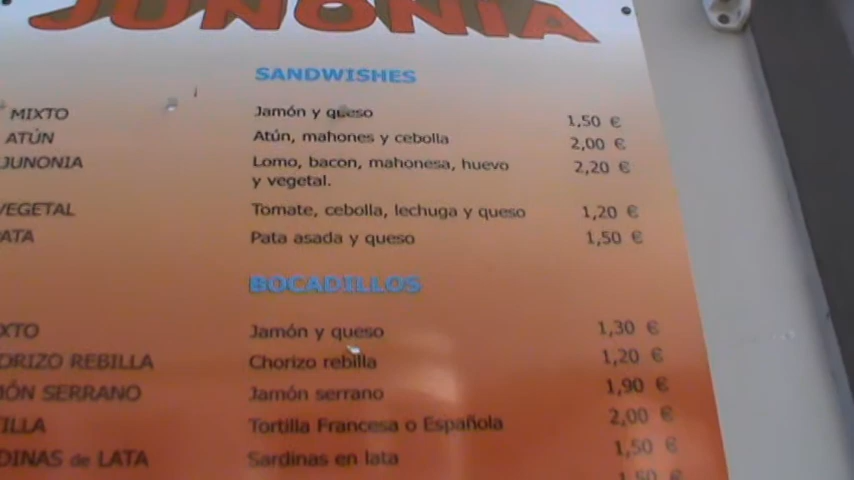 JUNONIA
SANDWISHES
MIXTO Jamón y queso 1,50 €
ATÚN Atún, mahones y cebolla 2,00 €
JUNONIA Lomo, bacon, mahonesa, huevo 2,20 €
y vegetal.
VEGETAL Tomate, cebolla, lechuga y queso 1,20 €
ATA Pata asada y queso 1,50 €
BOCADILLOS
XTO Jamón y queso 1,30 €
ORIZO REBILLA Chorizo rebilla 1,20 €
MÓN SERRANO Jamón serrano 1,90 €
ILLA Tortilla Francesa o Española 2,00 €
DINAS de LATA Sardinas en lata 1,50 €
1,50 €